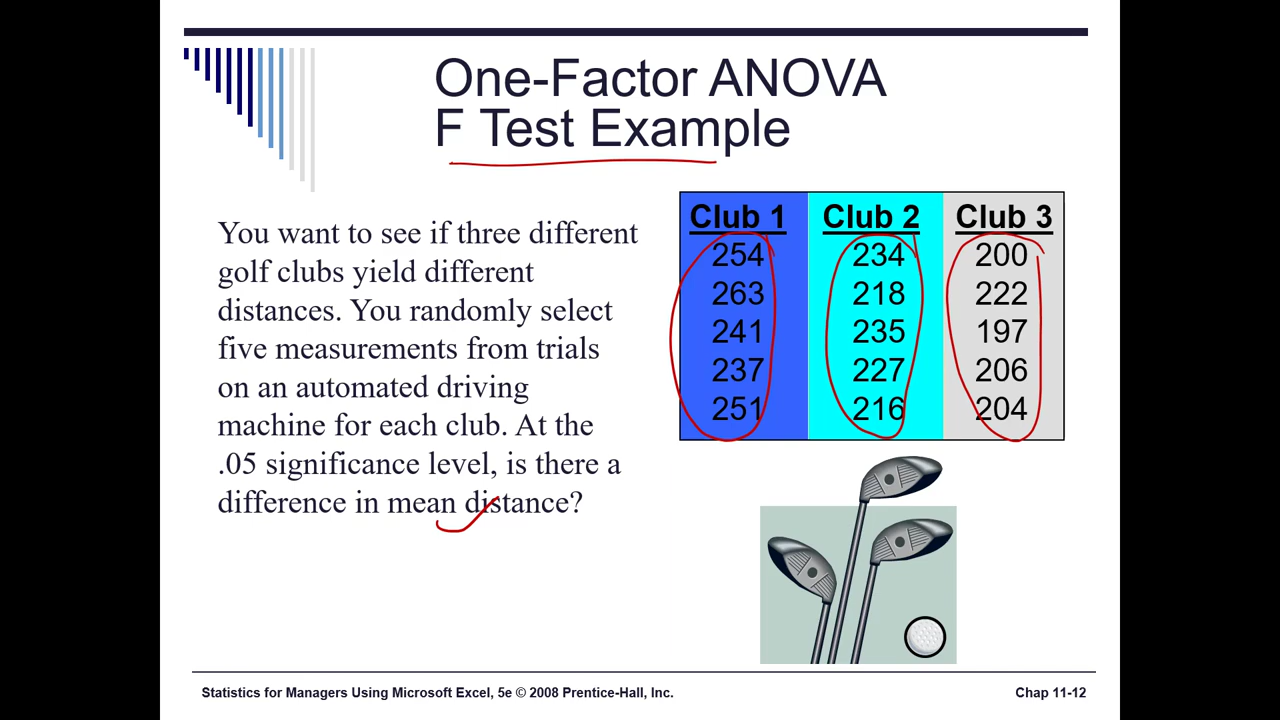 One-Factor ANOVA
F Test Example
You want to see if three different
golf clubs yield different
distances. You randomly select
five measurements from trials
on an automated driving
machine for each club. At the
.05 significance level, is there a
difference in mean distance?
Club 1 Club 2 Club 3
254 234 200
263 218 222
241 235 197
237 227 206
251 216 204
Statistics for Managers Using Microsoft Excel, 5e © 2008 Prentice-Hall, Inc.
Chap 11-12